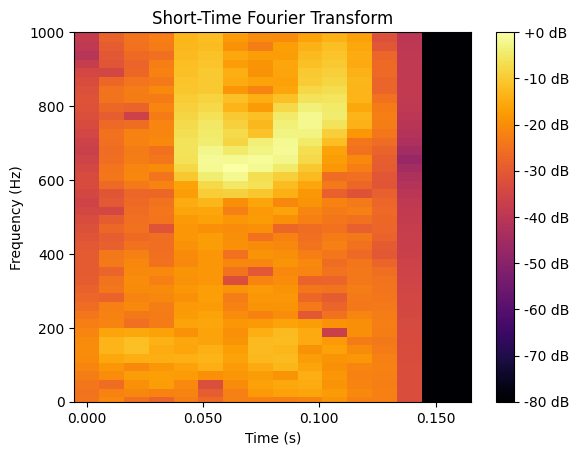 Short-Time Fourier Transform
1000
800
600
400
200
0
Frequency (Hz)
0.000
0.050
0.100
0.150
Time (s)
+0 dB
-10 dB
-20 dB
-30 dB
-40 dB
-50 dB
-60 dB
-70 dB
-80 dB